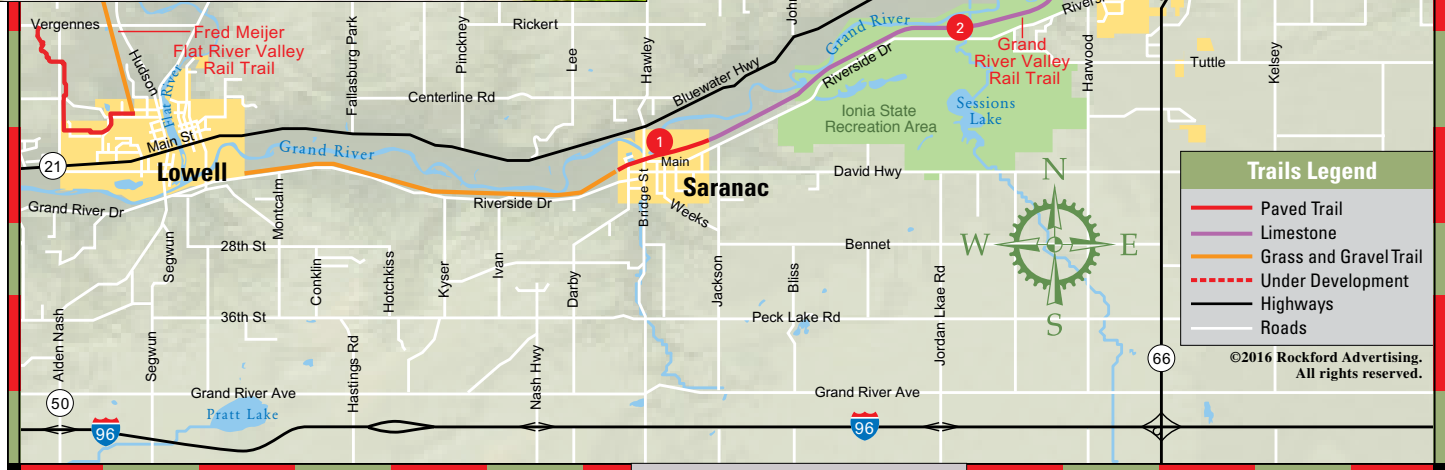 Vergennes
Fred Meijer
Flat River Valley
Rail Trail
Hudson
Flat River
Fallasburg Park
Pinckney
Rickert
Lee
Hawley
Grand River
2
Grand
River Valley
Rail Trail
Harwood
Tuttle
Kelsey
Bluewater Hwy
Riverside Dr
Centerline Rd
Ionia State
Recreation Area
Sessions
Lake
21
Main St
Lowell
Grand River
1
Main
Saranac
David Hwy
Grand River Dr
Montcalm
Riverside Dr
Bridge St
Weeks
N
W
E
S
Trails Legend
Paved Trail
Limestone
Grass and Gravel Trail
Under Development
Highways
Roads
©2016 Rockford Advertising.
All rights reserved.
28th St
Segwun
Conklin
Hotchkiss
Kyser
Ivan
Darby
Jackson
Bliss
Bennet
Jordan Lkae Rd
36th St
Peck Lake Rd
Alden Nash
Segwun
Hastings Rd
Nash Hwy
66
Grand River Ave
Grand River Ave
50
Pratt Lake
96
96